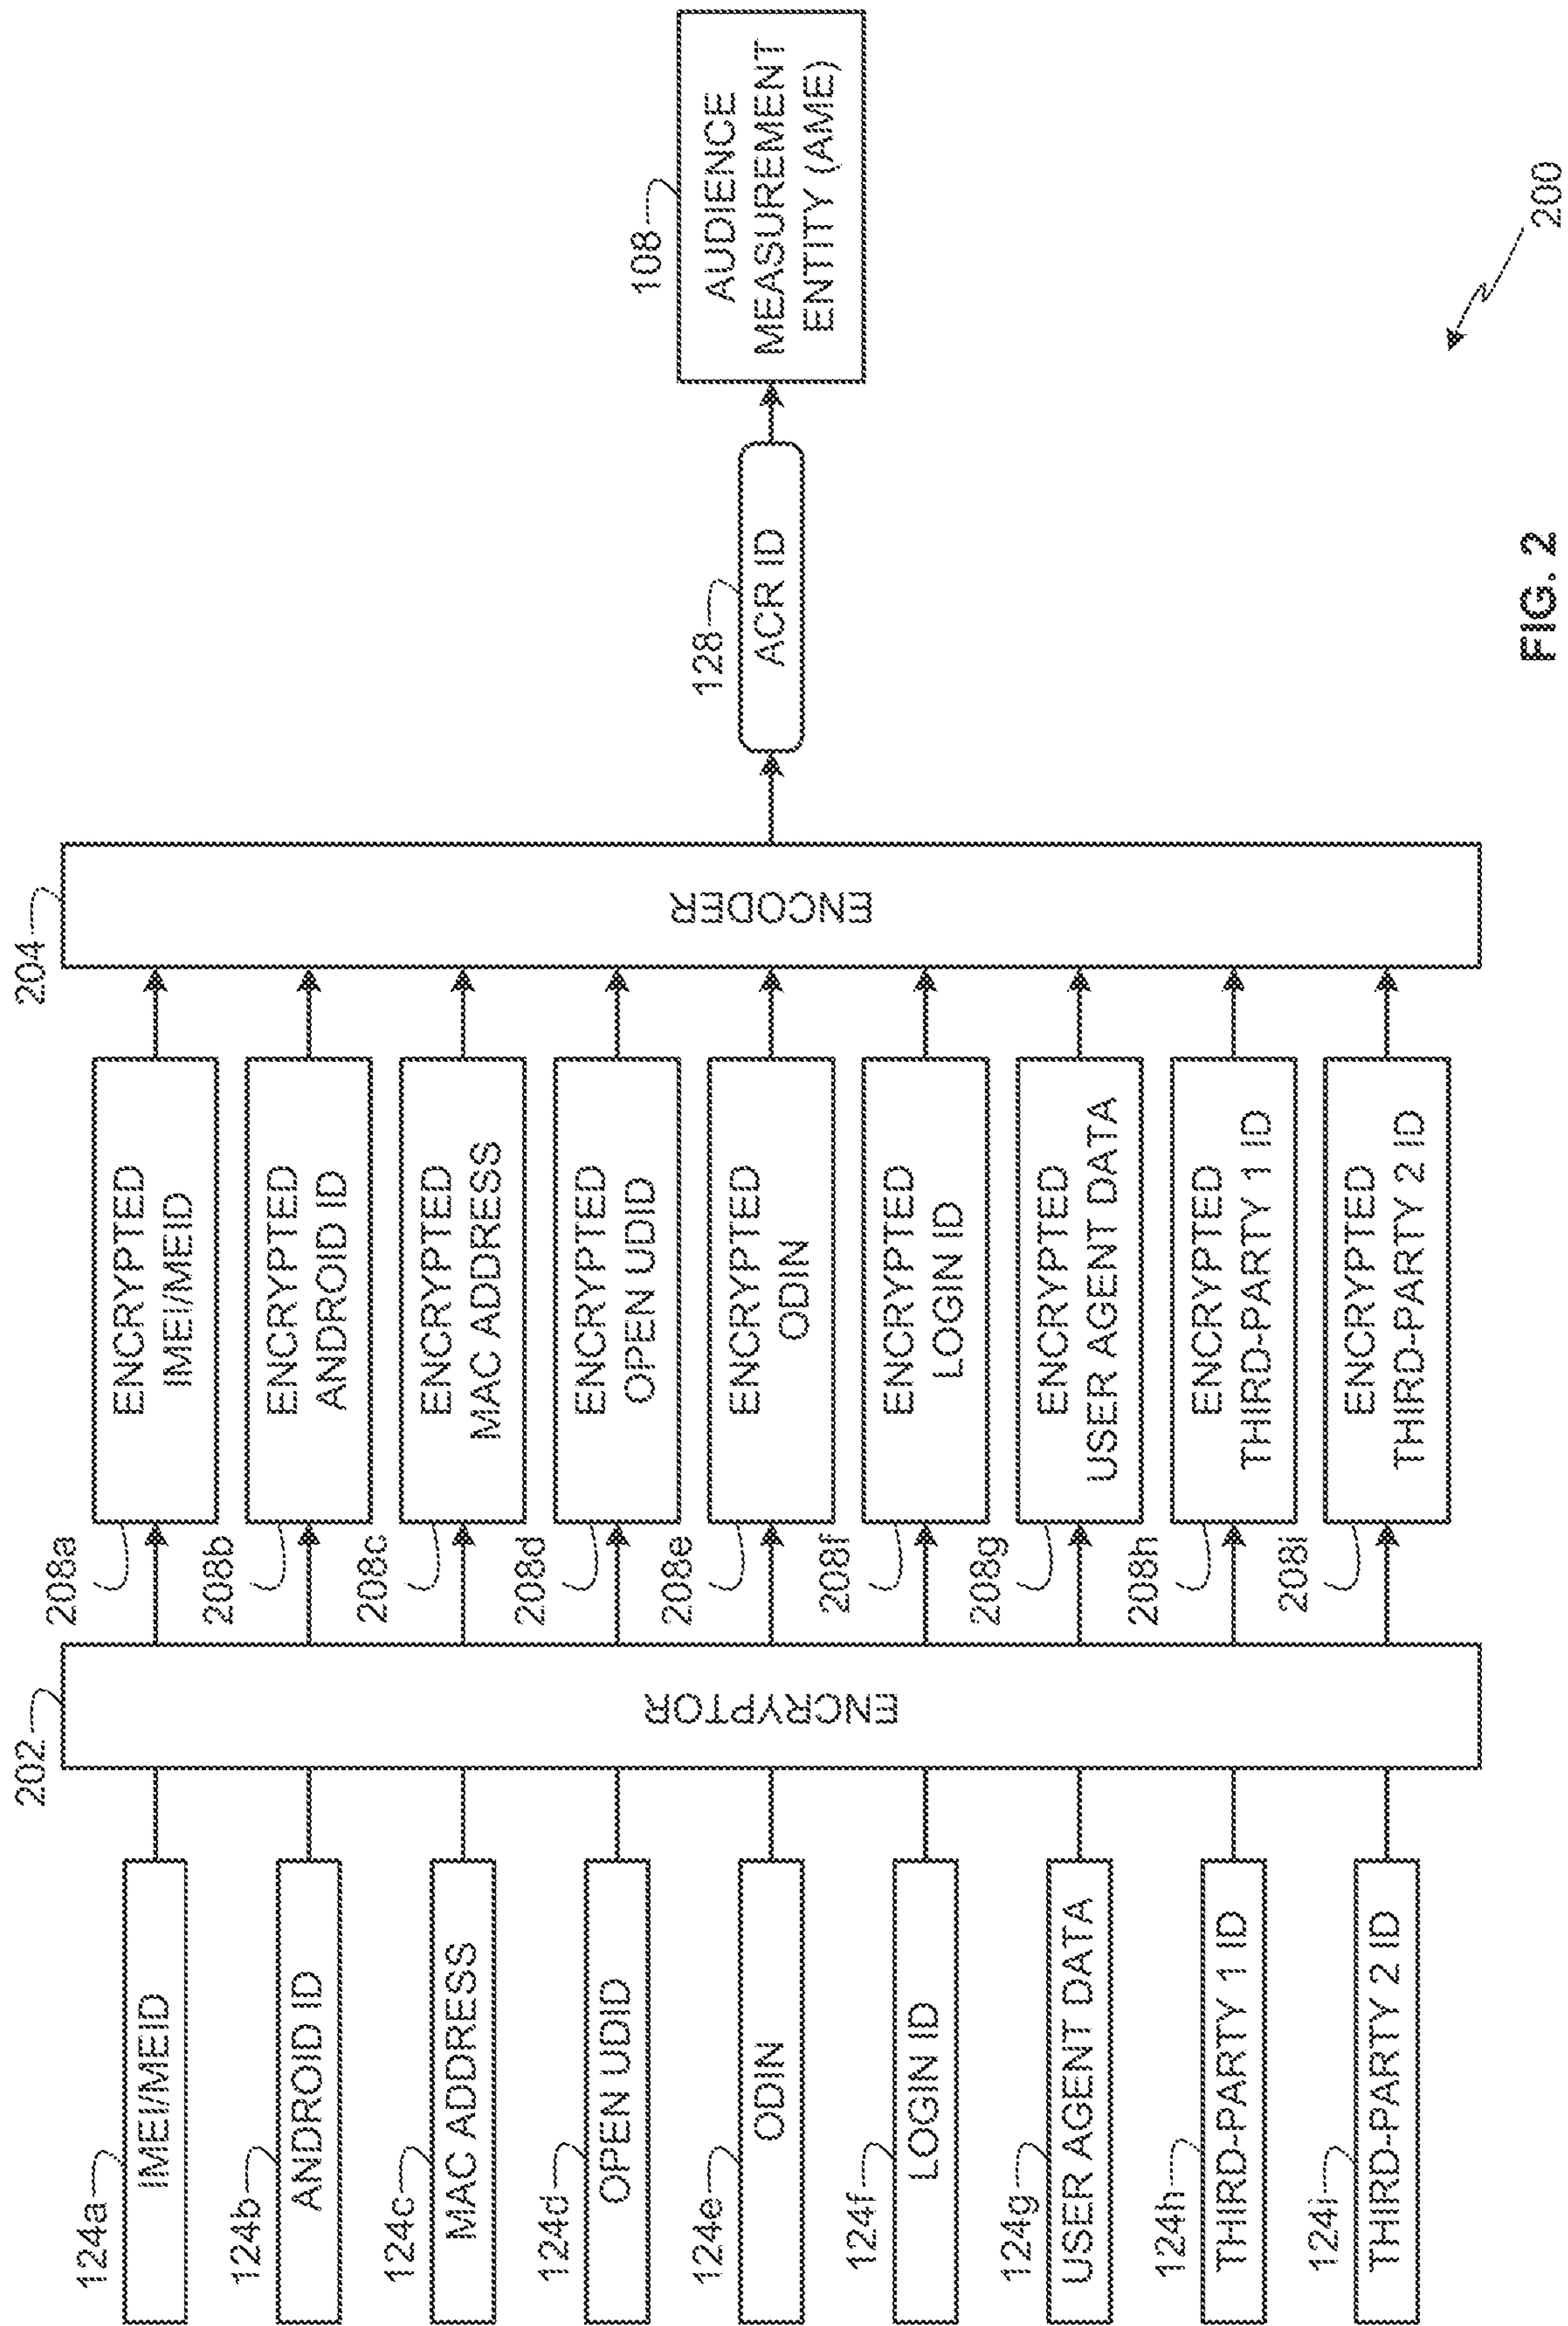 124a
IMEI/MEID
124b
ANDROID ID
124c
MAC ADDRESS
124d
OPEN UDID
124e
ODIN
124f
LOGIN ID
124g
USER AGENT DATA
124h
THIRD-PARTY 1 ID
124i
THIRD-PARTY 2 ID
202
ENCRYPTOR
208a
ENCRYPTED
IMEI/MEID
208b
ENCRYPTED
ANDROID ID
208c
ENCRYPTED
MAC ADDRESS
208d
ENCRYPTED
OPEN UDID
208e
ENCRYPTED
ODIN
208f
ENCRYPTED
LOGIN ID
208g
ENCRYPTED
USER AGENT DATA
208h
ENCRYPTED
THIRD-PARTY 1 ID
208i
ENCRYPTED
THIRD-PARTY 2 ID
204
ENCODER
128
ACR ID
108
AUDIENCE
MEASUREMENT
ENTITY (AME)
200
FIG. 2